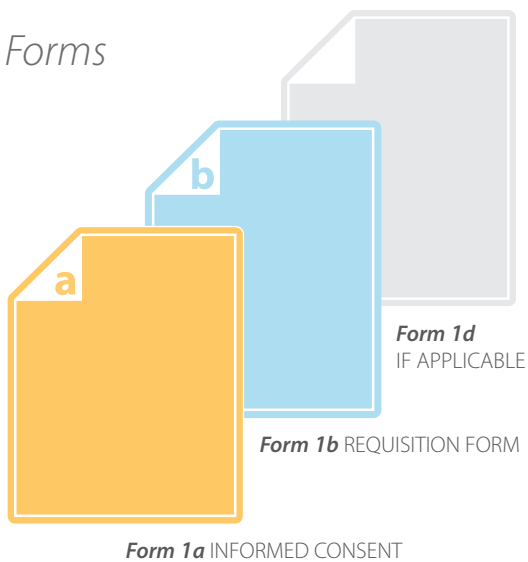 Forms
b
a
Form 1d
IF APPLICABLE
Form 1b REQUISITION FORM
Form 1a INFORMED CONSENT